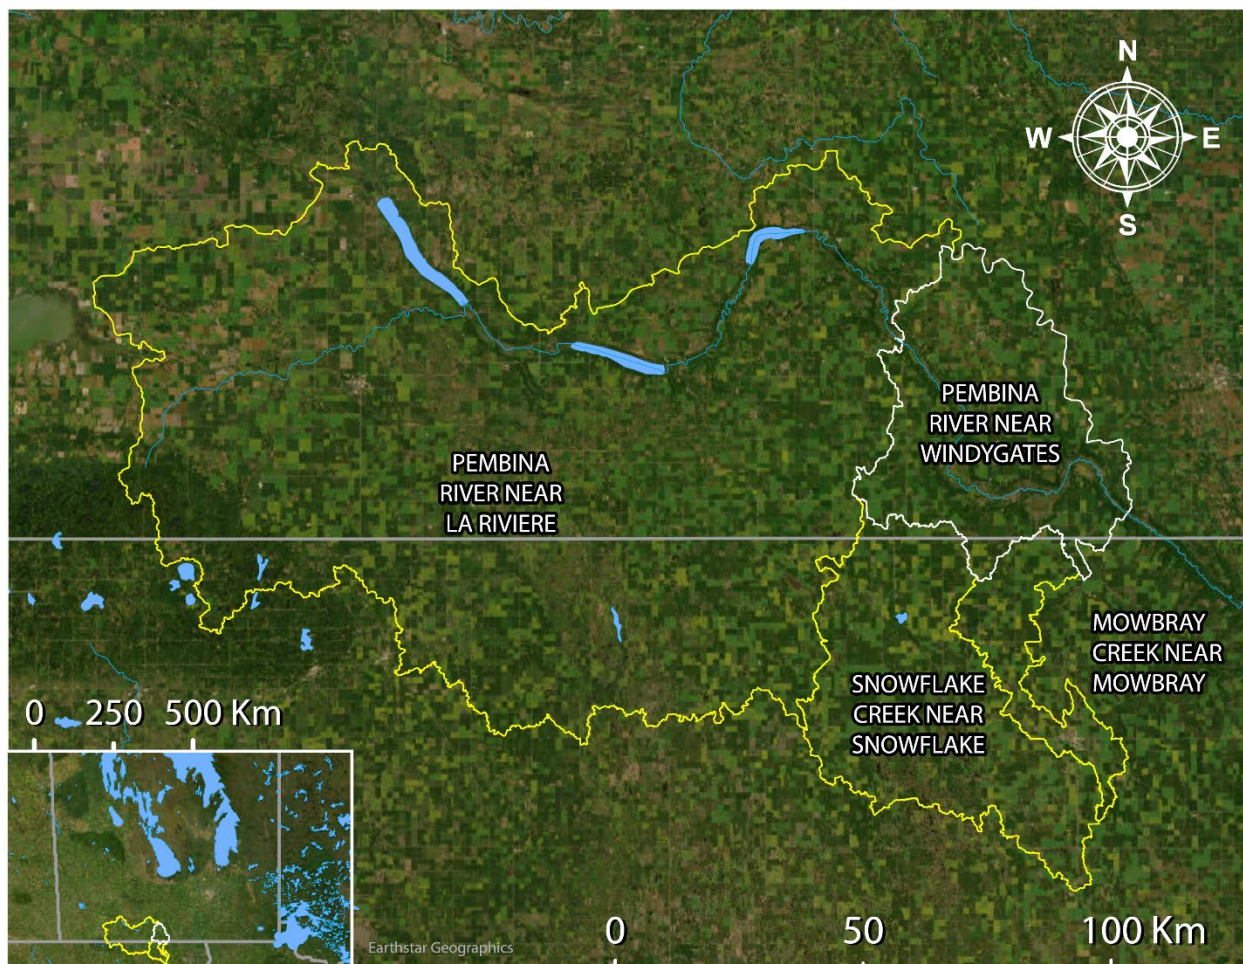 N
W
E
S
PEMBINA
RIVER NEAR
WINDYGATES
PEMBINA
RIVER NEAR
LA RIVIERE
MOWBRAY
CREEK NEAR
MOWBRAY
SNOWFLAKE
CREEK NEAR
SNOWFLAKE
0 250 500 Km
0 50 100 Km
Earthstar Geographics